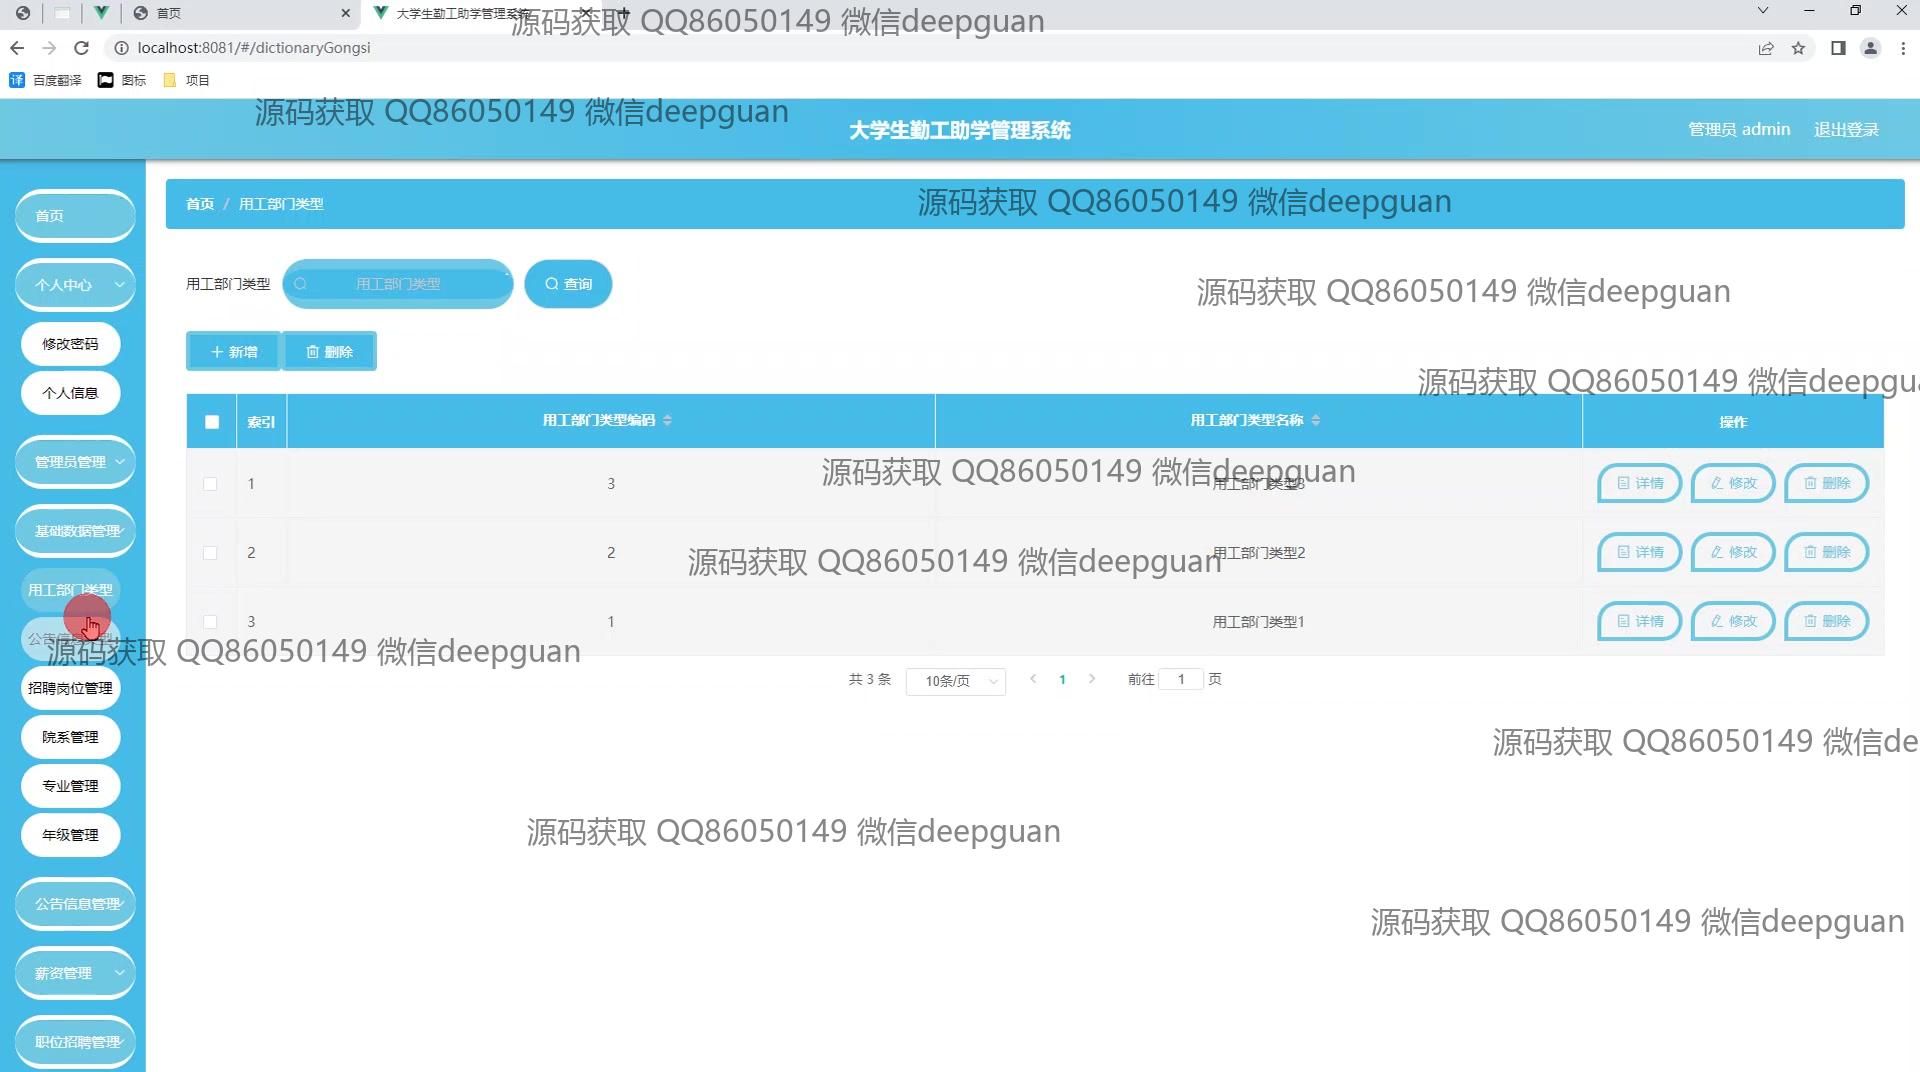 首页
大学生勤工助学管理系统
源码获取 QQ86050149 微信deepguan
localhost:8081/#/dictionaryGongsi
百度翻译 图标 项目
源码获取 QQ86050149 微信deepguan
大学生勤工助学管理系统
管理员 admin 退出登录
首页 / 用工部门类型
源码获取 QQ86050149 微信deepguan
首页
个人中心
修改密码
个人信息
管理员管理
基础数据管理
用工部门类型
公告信息类型
招聘岗位管理
院系管理
专业管理
年级管理
公告信息管理
薪资管理
职位招聘管理
用工部门类型 用工部门类型 查询
源码获取 QQ86050149 微信deepguan
新增 删除
源码获取 QQ86050149 微信deepgu
索引 用工部门类型编码 用工部门类型名称 操作
源码获取 QQ86050149 微信deepguan
1 3 用工部门类型3 详情 修改 删除
2 2 用工部门类型2 详情 修改 删除
源码获取 QQ86050149 微信deepguan
3 1 用工部门类型1 详情 修改 删除
源码获取 QQ86050149 微信deepguan
共 3 条 10条/页 1 前往 1 页
源码获取 QQ86050149 微信de
源码获取 QQ86050149 微信deepguan
源码获取 QQ86050149 微信deepguan